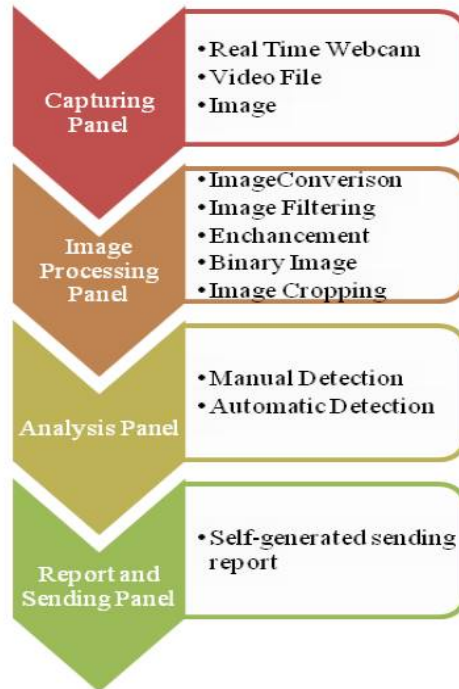 Capturing
Panel
• Real Time Webcam
• Video File
• Image
Image
Processing
Panel
• ImageConverison
• Image Filtering
• Enchancement
• Binary Image
• Image Cropping
Analysis Panel
• Manual Detection
• Automatic Detection
Report and
Sending Panel
• Self-generated sending
report